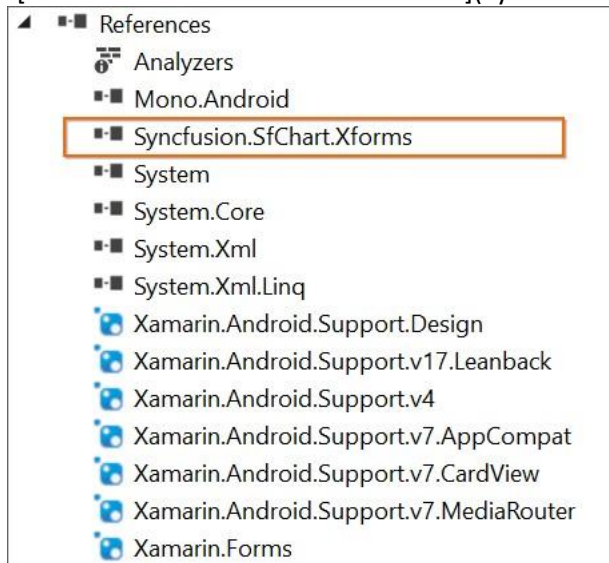 References
Analyzers
Mono.Android
Syncfusion.SfChart.Xforms
System
System.Core
System.Xml
System.Xml.Linq
Xamarin.Android.Support.Design
Xamarin.Android.Support.v17.Leanback
Xamarin.Android.Support.v4
Xamarin.Android.Support.v7.AppCompat
Xamarin.Android.Support.v7.CardView
Xamarin.Android.Support.v7.MediaRouter
Xamarin.Forms